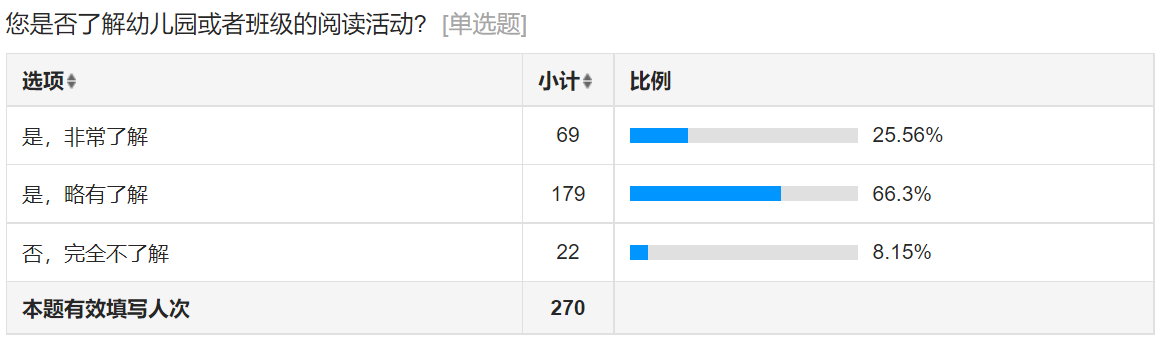 您是否了解幼儿园或者班级的阅读活动? [单选题]
选项 小计 比例
是，非常了解 69 25.56%
是，略有了解 179 66.3%
否，完全不了解 22 8.15%
本题有效填写人次 270